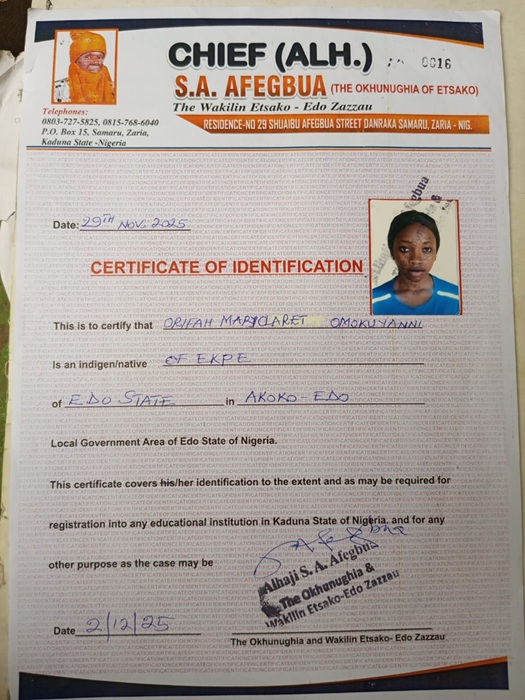 CHIEF (ALH.)
0016
S.A. AFEGBUA (THE OKHUNUGHIA OF ETSAKO)
The Wakilin Etsako - Edo Zazzau
RESIDENCE-NO 29 SHUAIBU AFEGBUA STREET DANRAKA SAMARU, ZARIA - NIG.
Telephones:
0803-727-5825, 0815-768-6040
P.O. Box 15, Samaru, Zaria,
Kaduna State -Nigeria
Date: 29TH NOV. 2025
CERTIFICATE OF IDENTIFICATION
This is to certify that ORIFAH MARYCLARET OMOKUYANNI
Is an indigen/native OF EKPE
of EDO STATE in AKOKO-EDO
Local Government Area of Edo State of Nigeria.
This certificate covers his/her identification to the extent and as may be required for
registration into any educational institution in Kaduna State of Nigeria, and for any
other purpose as the case may be
Alhaji S. A. Afegbua
The Okhunughia &
Wakilin Etsako-Edo Zazzau
Date 2/12/25
The Okhunughia and Wakilin Etsako- Edo Zazzau